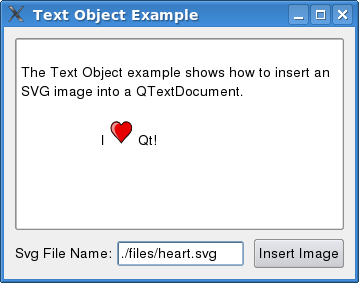 Text Object Example
The Text Object example shows how to insert an
SVG image into a QTextDocument.
I Qt!
Svg File Name: ./files/heart.svg Insert Image